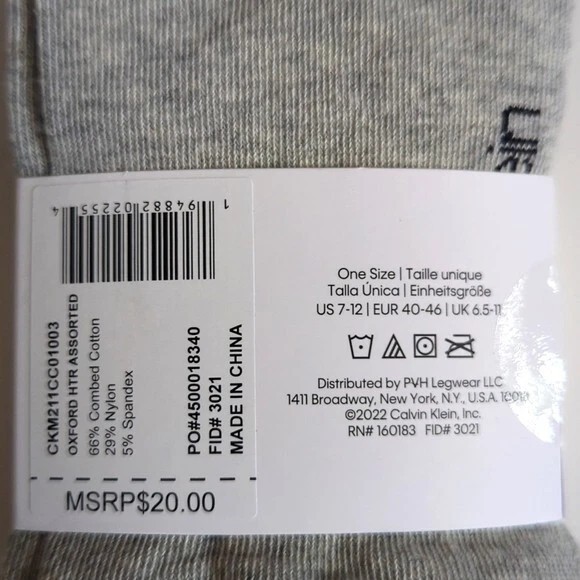 1 94882 02255 4
CKM211CC01003
OXFORD HTR ASSORTED
66% Combed Cotton
29% Nylon
5% Spandex
PO#4500018340
FID# 3021
MADE IN CHINA
MSRP$20.00
One Size | Taille unique
Talla Única | Einheitsgröße
US 7-12 | EUR 40-46 | UK 6.5-11
Distributed by PVH Legwear LLC
1411 Broadway, New York, N.Y., U.S.A. 10018
©2022 Calvin Klein, Inc.
RN# 160183 FID# 3021